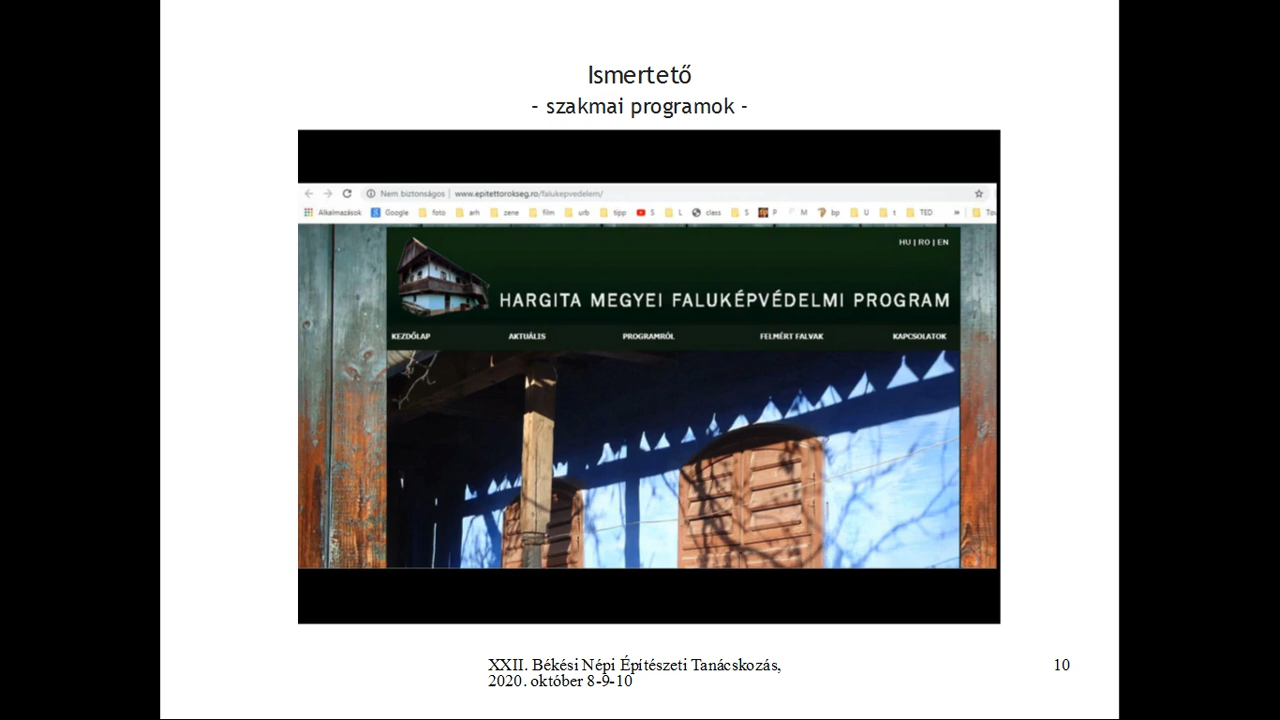 Ismertető
- szakmai programok -
Nem biztonságos | www.epitettorokseg.ro/falukepvedelem/
Alkalmazások Google foto arh zene film urb tipp S L class S P M bp U t TED »
HU | RO | EN
HARGITA MEGYEI FALUKÉPVÉDELMI PROGRAM
KEZDŐLAP AKTUÁLIS PROGRAMRÓL FELMÉRT FALVAK KAPCSOLATOK
XXII. Békési Népi Építészeti Tanácskozás,
2020. október 8-9-10
10